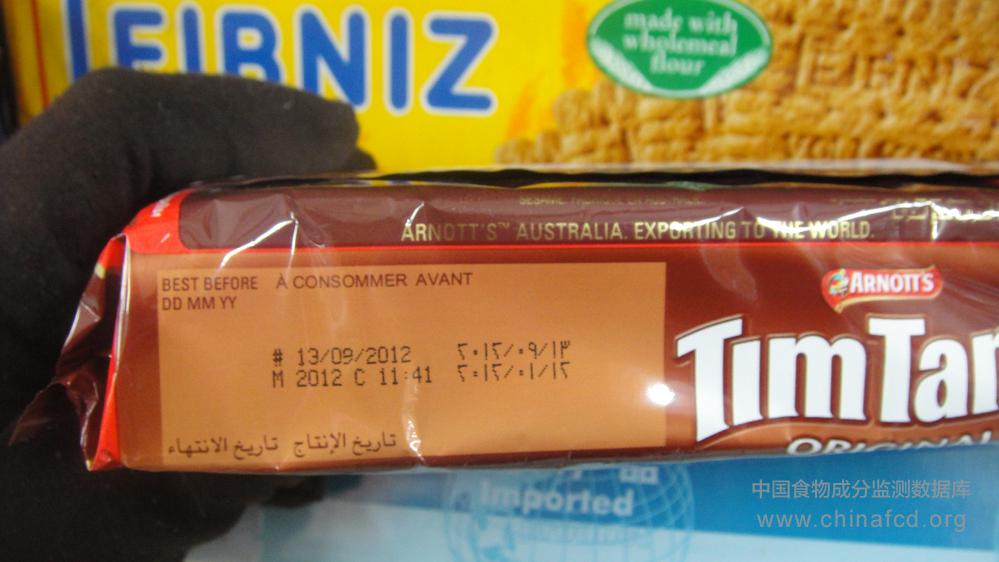 LEIBNIZ
made with
wholemeal
flour
ARNOTT'S™ AUSTRALIA. EXPORTING TO THE WORLD.
BEST BEFORE À CONSOMMER AVANT
DD MM YY
ARNOTT'S
# 13/09/2012 ٢٠١٢/٠٩/١٣
M 2012 C 11:41 ٢٠١٢/٠١/١٢
TimTam
ORIGINAL
تاريخ الإنتاج تاريخ الانتهاء
Imported
中国食物成分监测数据库
www.chinafcd.org